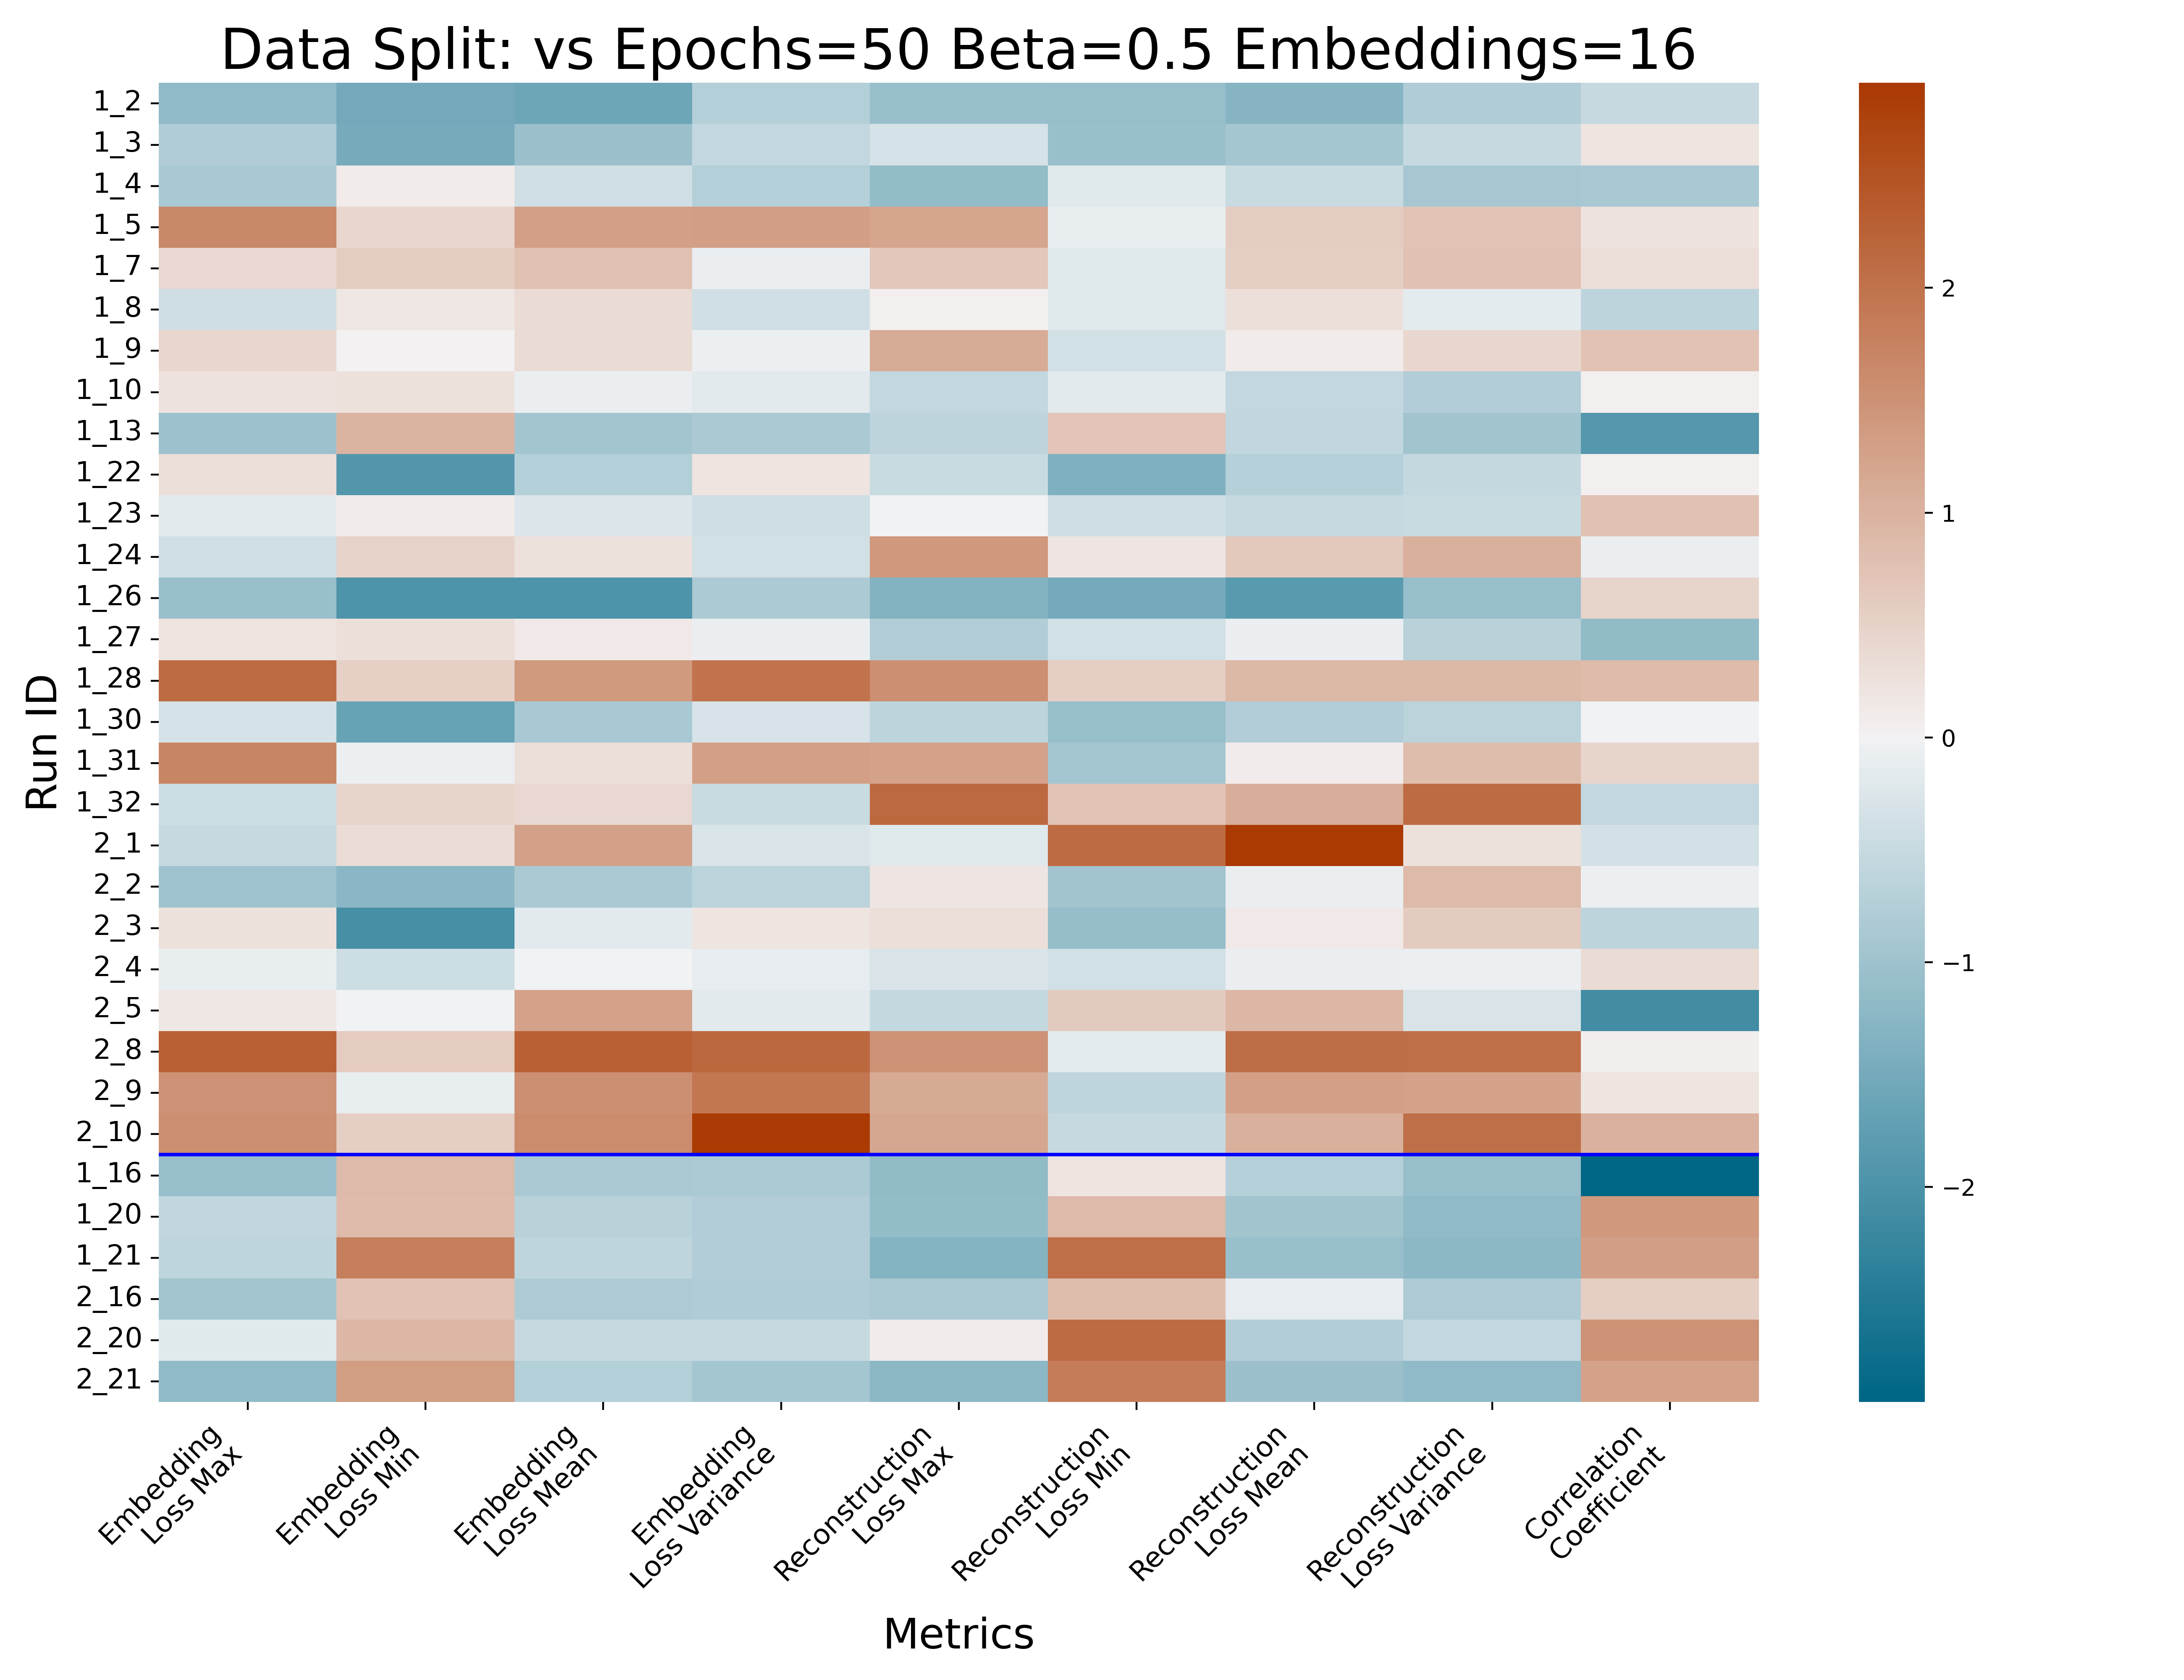 Data Split: vs Epochs=50 Beta=0.5 Embeddings=16
Run ID
1_2
1_3
1_4
1_5
1_7
1_8
1_9
1_10
1_13
1_22
1_23
1_24
1_26
1_27
1_28
1_30
1_31
1_32
2_1
2_2
2_3
2_4
2_5
2_8
2_9
2_10
1_16
1_20
1_21
2_16
2_20
2_21
Embedding
Loss Max
Embedding
Loss Min
Embedding
Loss Mean
Embedding
Loss Variance
Reconstruction
Loss Max
Reconstruction
Loss Min
Reconstruction
Loss Mean
Reconstruction
Loss Variance
Correlation
Coefficient
Metrics
2
1
0
−1
−2